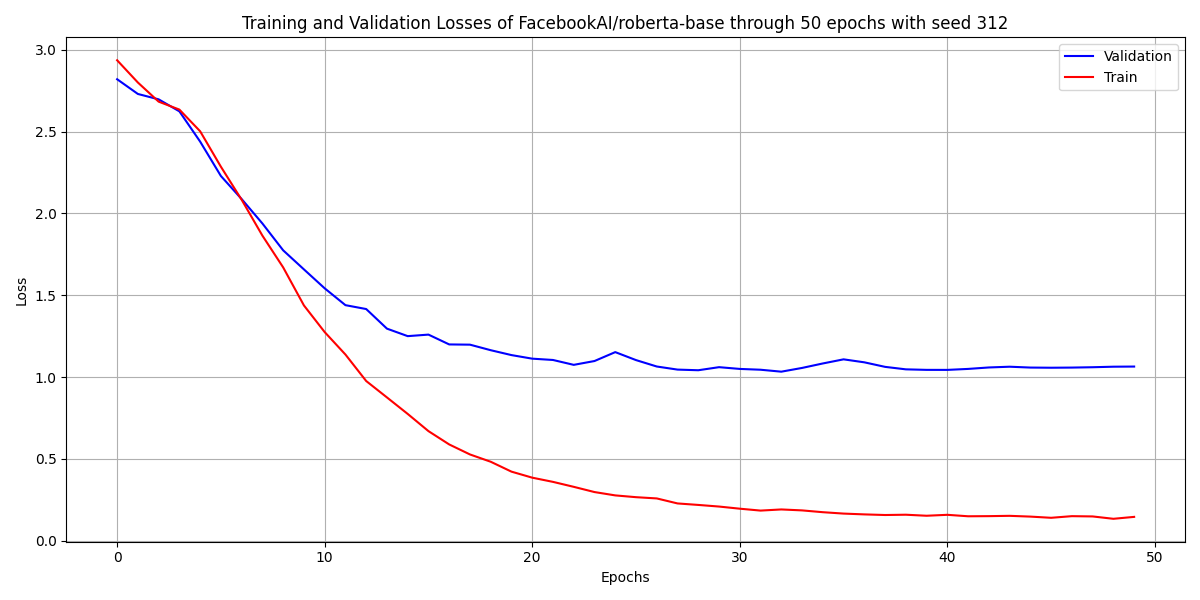 Training and Validation Losses of FacebookAI/roberta-base through 50 epochs with seed 312
Validation
Train
3.0
2.5
2.0
1.5
1.0
0.5
0.0
Loss
0 10 20 30 40 50
Epochs